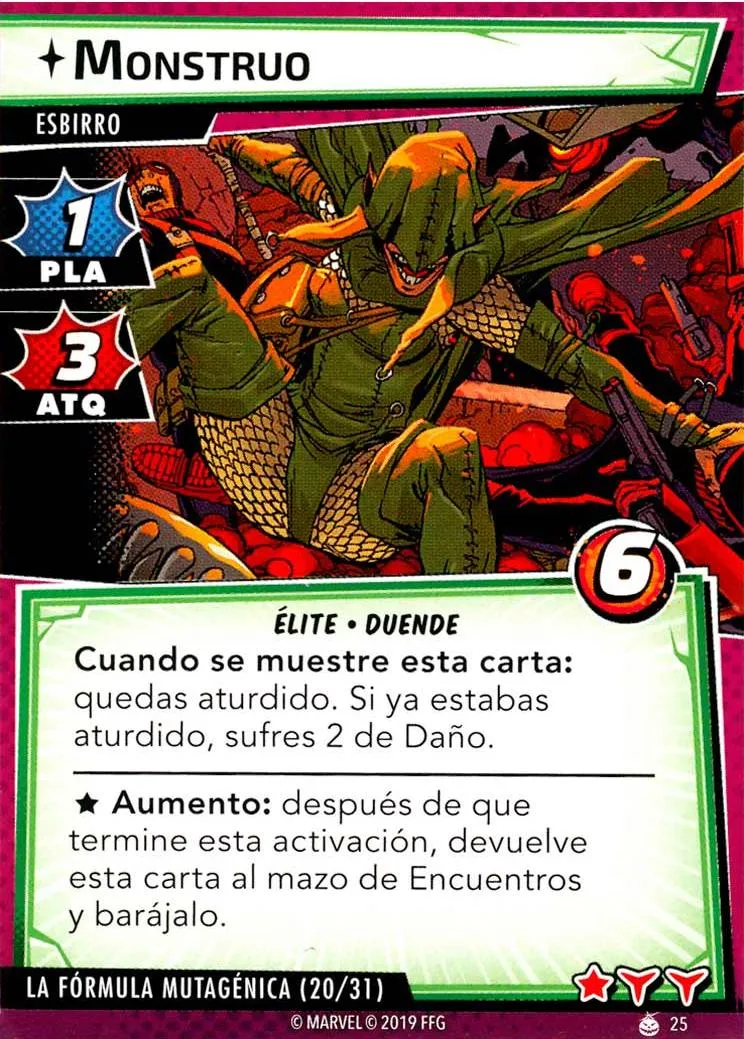 MONSTRUO
ESBIRRO
1
PLA
3
ATQ
6
ÉLITE • DUENDE
Cuando se muestre esta carta:
quedas aturdido. Si ya estabas
aturdido, sufres 2 de Daño.
★ Aumento: después de que
termine esta activación, devuelve
esta carta al mazo de Encuentros
y barájalo.
LA FÓRMULA MUTAGÉNICA (20/31)
© MARVEL © 2019 FFG
25